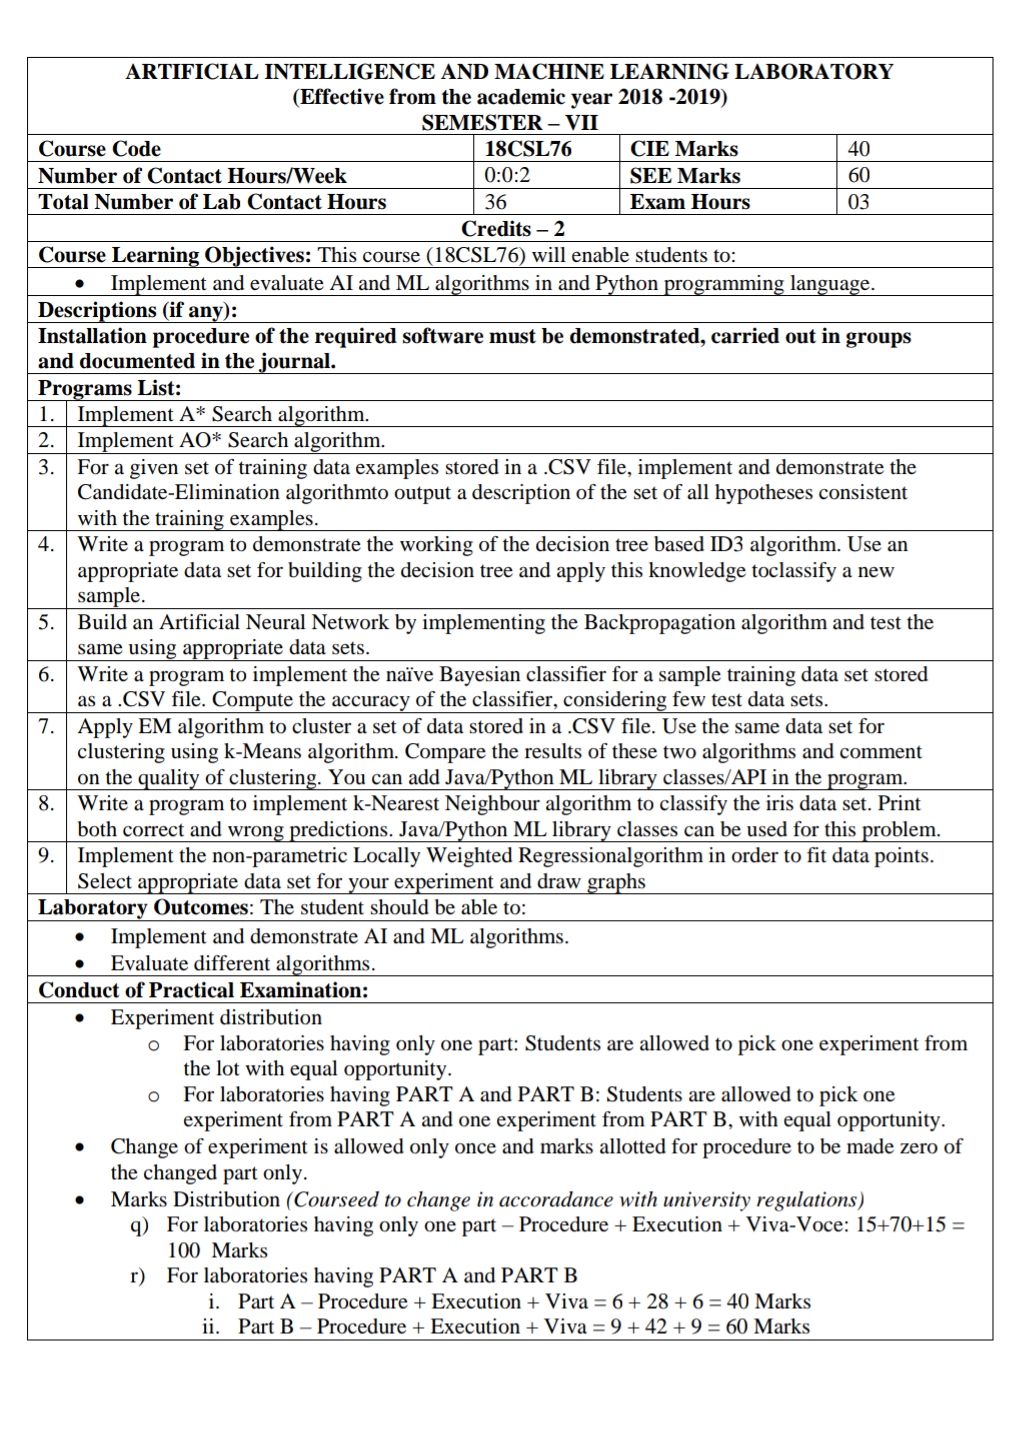 ARTIFICIAL INTELLIGENCE AND MACHINE LEARNING LABORATORY
(Effective from the academic year 2018 -2019)
SEMESTER – VII
Course Code 18CSL76 CIE Marks 40
Number of Contact Hours/Week 0:0:2 SEE Marks 60
Total Number of Lab Contact Hours 36 Exam Hours 03
Credits – 2
Course Learning Objectives: This course (18CSL76) will enable students to:
• Implement and evaluate AI and ML algorithms in and Python programming language.
Descriptions (if any):
Installation procedure of the required software must be demonstrated, carried out in groups
and documented in the journal.
Programs List:
1. Implement A* Search algorithm.
2. Implement AO* Search algorithm.
3. For a given set of training data examples stored in a .CSV file, implement and demonstrate the
Candidate-Elimination algorithmto output a description of the set of all hypotheses consistent
with the training examples.
4. Write a program to demonstrate the working of the decision tree based ID3 algorithm. Use an
appropriate data set for building the decision tree and apply this knowledge toclassify a new
sample.
5. Build an Artificial Neural Network by implementing the Backpropagation algorithm and test the
same using appropriate data sets.
6. Write a program to implement the naïve Bayesian classifier for a sample training data set stored
as a .CSV file. Compute the accuracy of the classifier, considering few test data sets.
7. Apply EM algorithm to cluster a set of data stored in a .CSV file. Use the same data set for
clustering using k-Means algorithm. Compare the results of these two algorithms and comment
on the quality of clustering. You can add Java/Python ML library classes/API in the program.
8. Write a program to implement k-Nearest Neighbour algorithm to classify the iris data set. Print
both correct and wrong predictions. Java/Python ML library classes can be used for this problem.
9. Implement the non-parametric Locally Weighted Regressionalgorithm in order to fit data points.
Select appropriate data set for your experiment and draw graphs
Laboratory Outcomes: The student should be able to:
• Implement and demonstrate AI and ML algorithms.
• Evaluate different algorithms.
Conduct of Practical Examination:
• Experiment distribution
o For laboratories having only one part: Students are allowed to pick one experiment from
the lot with equal opportunity.
o For laboratories having PART A and PART B: Students are allowed to pick one
experiment from PART A and one experiment from PART B, with equal opportunity.
• Change of experiment is allowed only once and marks allotted for procedure to be made zero of
the changed part only.
• Marks Distribution (Courseed to change in accoradance with university regulations)
q) For laboratories having only one part – Procedure + Execution + Viva-Voce: 15+70+15 =
100 Marks
r) For laboratories having PART A and PART B
i. Part A – Procedure + Execution + Viva = 6 + 28 + 6 = 40 Marks
ii. Part B – Procedure + Execution + Viva = 9 + 42 + 9 = 60 Marks